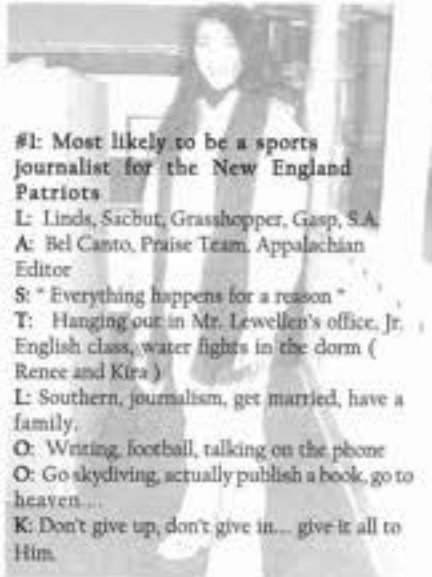 #1: Most likely to be a sports
journalist for the New England
Patriots
L: Linds, Sacbut, Grasshopper, Gasp, S.A.
A: Bel Canto, Praise Team, Appalachian
Editor
S: " Everything happens for a reason "
T: Hanging out in Mr. Lewellen's office, Jr.
English class, water fights in the dorm (
Renee and Kira )
L: Southern, journalism, get married, have a
family.
O: Writing, football, talking on the phone
O: Go skydiving, actually publish a book, go to
heaven....
K: Don't give up, don't give in... give it all to
Him.